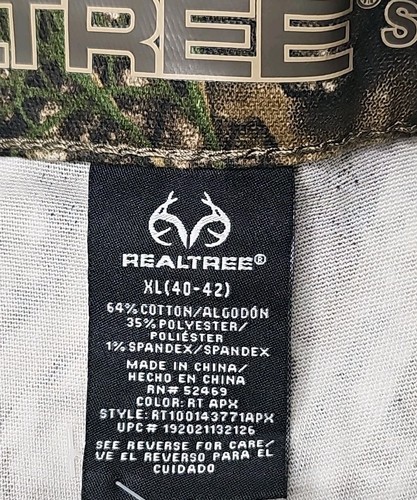 TREE® S
REALTREE®
XL(40-42)
64% COTTON/ALGODÓN
35% POLYESTER/
POLIÉSTER
1% SPANDEX/SPANDEX
MADE IN CHINA/
HECHO EN CHINA
RN# 52469
COLOR: RT APX
STYLE: RT100143771APX
UPC# 192021132126
SEE REVERSE FOR CARE/
VE EL REVERSO PARA EL
CUIDADO